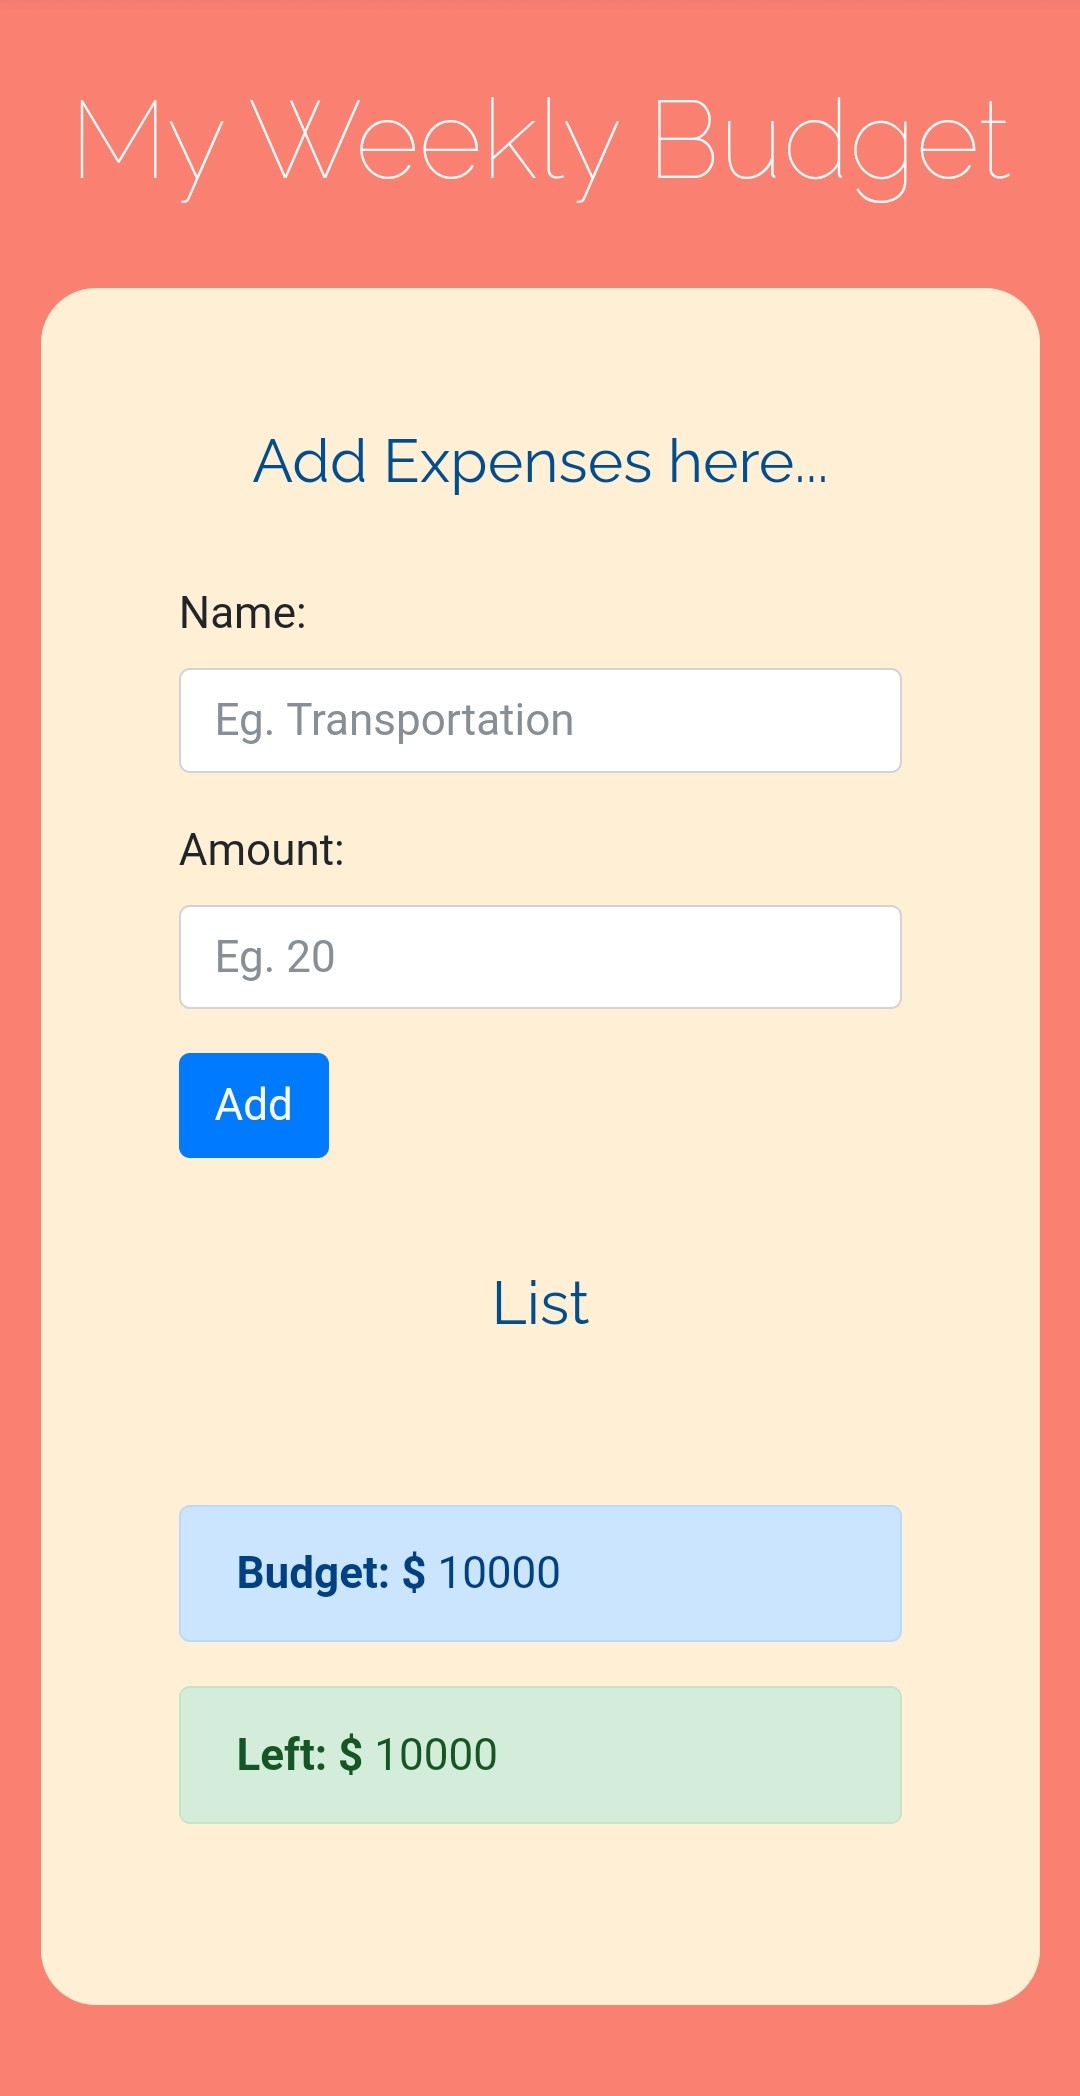 My Weekly Budget
Add Expenses here...
Name:
Eg. Transportation
Amount:
Eg. 20
Add
List
Budget: $ 10000
Left: $ 10000